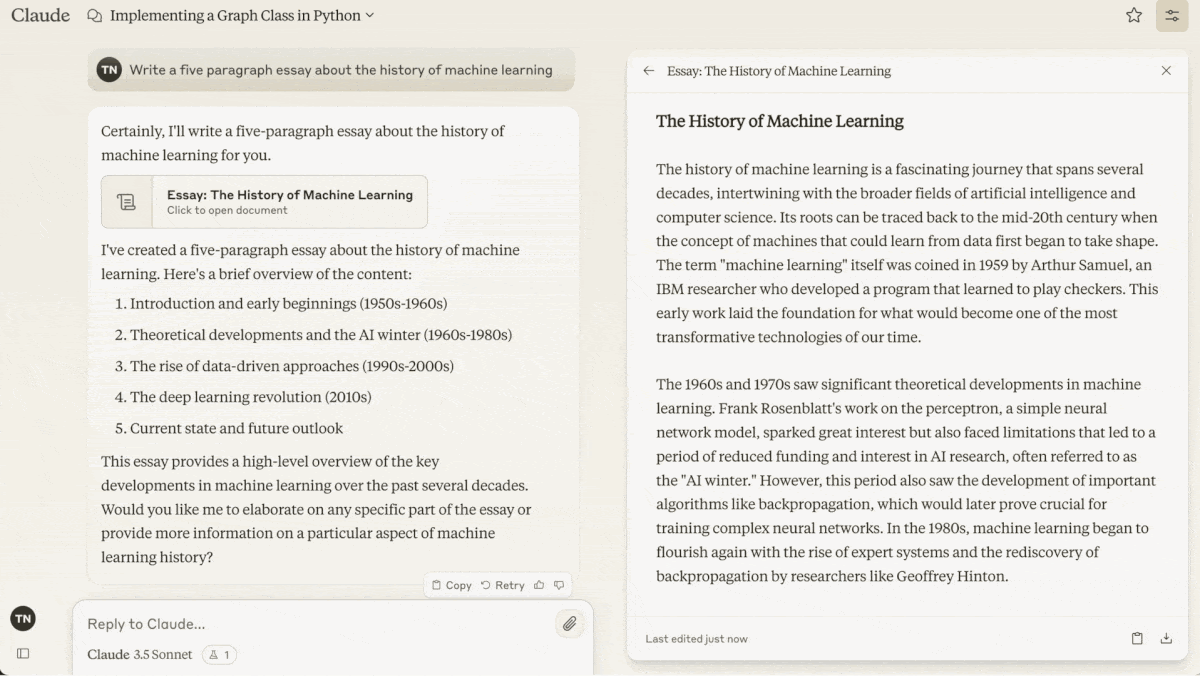 Claude
Implementing a Graph Class in Python
TN
Write a five paragraph essay about the history of machine learning
Certainly, I'll write a five-paragraph essay about the history of
machine learning for you.
Essay: The History of Machine Learning
Click to open document
I've created a five-paragraph essay about the history of machine
learning. Here's a brief overview of the content:
1. Introduction and early beginnings (1950s-1960s)
2. Theoretical developments and the AI winter (1960s-1980s)
3. The rise of data-driven approaches (1990s-2000s)
4. The deep learning revolution (2010s)
5. Current state and future outlook
This essay provides a high-level overview of the key
developments in machine learning over the past several decades.
Would you like me to elaborate on any specific part of the essay or
provide more information on a particular aspect of machine
learning history?
Copy Retry
TN
Reply to Claude...
Claude 3.5 Sonnet 1
Essay: The History of Machine Learning
The History of Machine Learning
The history of machine learning is a fascinating journey that spans several
decades, intertwining with the broader fields of artificial intelligence and
computer science. Its roots can be traced back to the mid-20th century when
the concept of machines that could learn from data first began to take shape.
The term "machine learning" itself was coined in 1959 by Arthur Samuel, an
IBM researcher who developed a program that learned to play checkers. This
early work laid the foundation for what would become one of the most
transformative technologies of our time.
The 1960s and 1970s saw significant theoretical developments in machine
learning. Frank Rosenblatt's work on the perceptron, a simple neural
network model, sparked great interest but also faced limitations that led to a
period of reduced funding and interest in AI research, often referred to as
the "AI winter." However, this period also saw the development of important
algorithms like backpropagation, which would later prove crucial for
training complex neural networks. In the 1980s, machine learning began to
flourish again with the rise of expert systems and the rediscovery of
backpropagation by researchers like Geoffrey Hinton.
Last edited just now